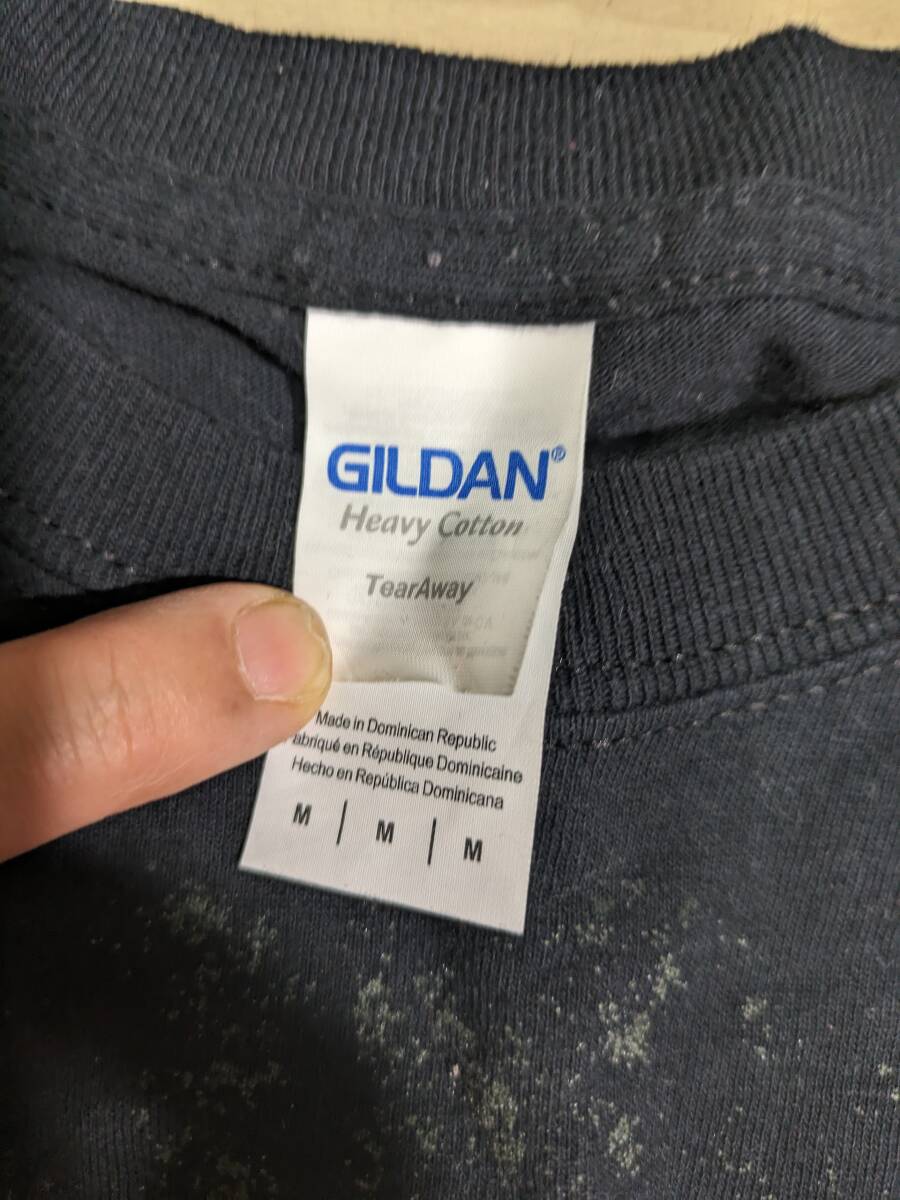 GILDAN®
Heavy Cotton
TearAway
Made in Dominican Republic
abriqué en République Dominicaine
Hecho en República Dominicana
M | M | M